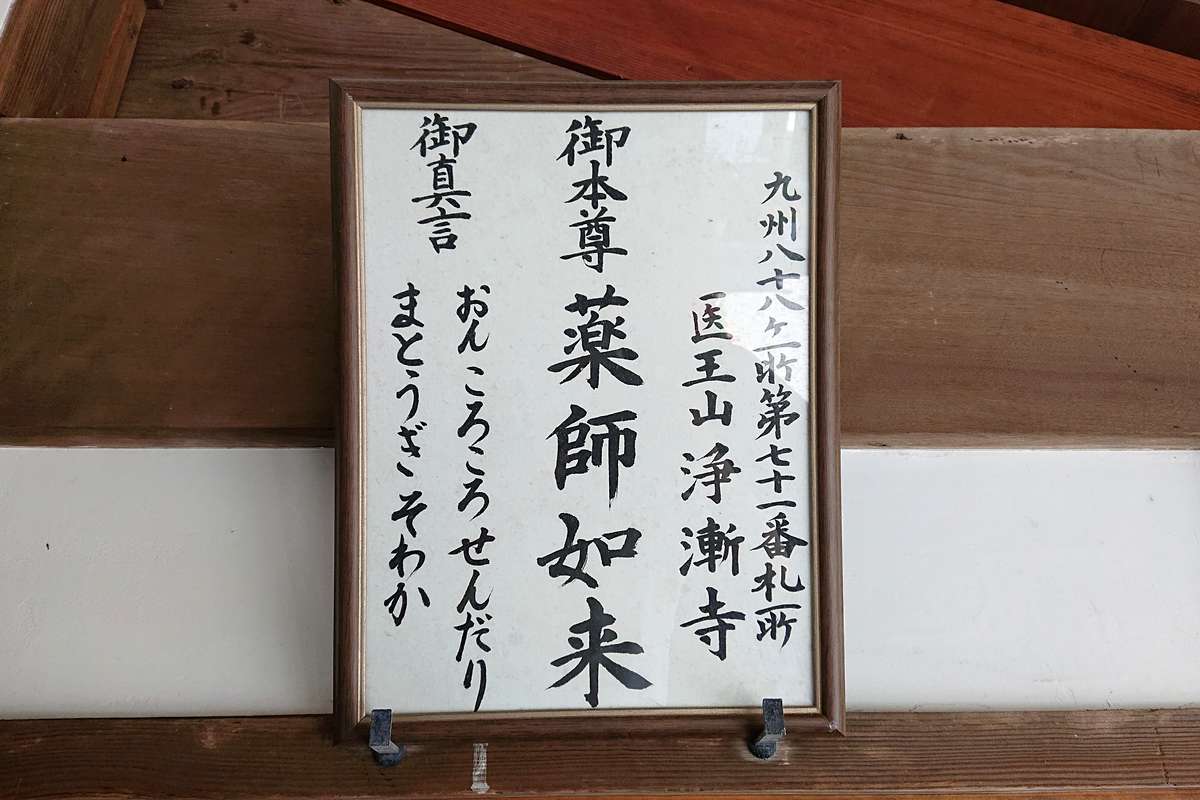 九州八十八ヶ所第七十一番札所
医王山浄漸寺
御本尊 薬師如来
御真言
おんころころせんだり
まとうぎそわか